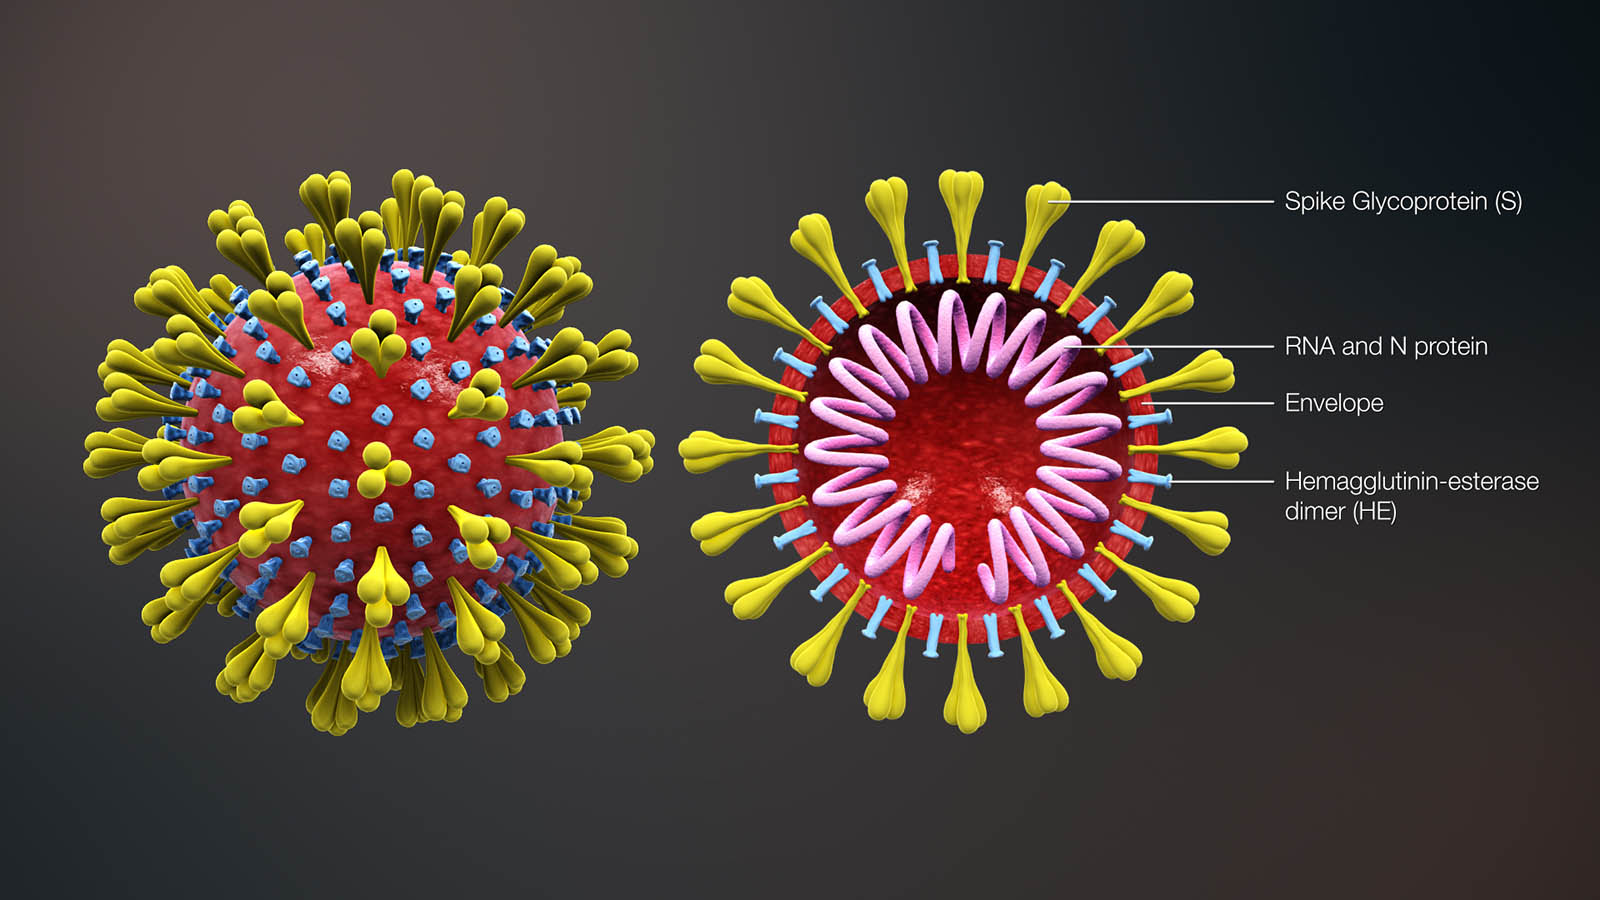 Spike Glycoprotein (S)
RNA and N protein
Envelope
Hemagglutinin-esterase
dimer (HE)